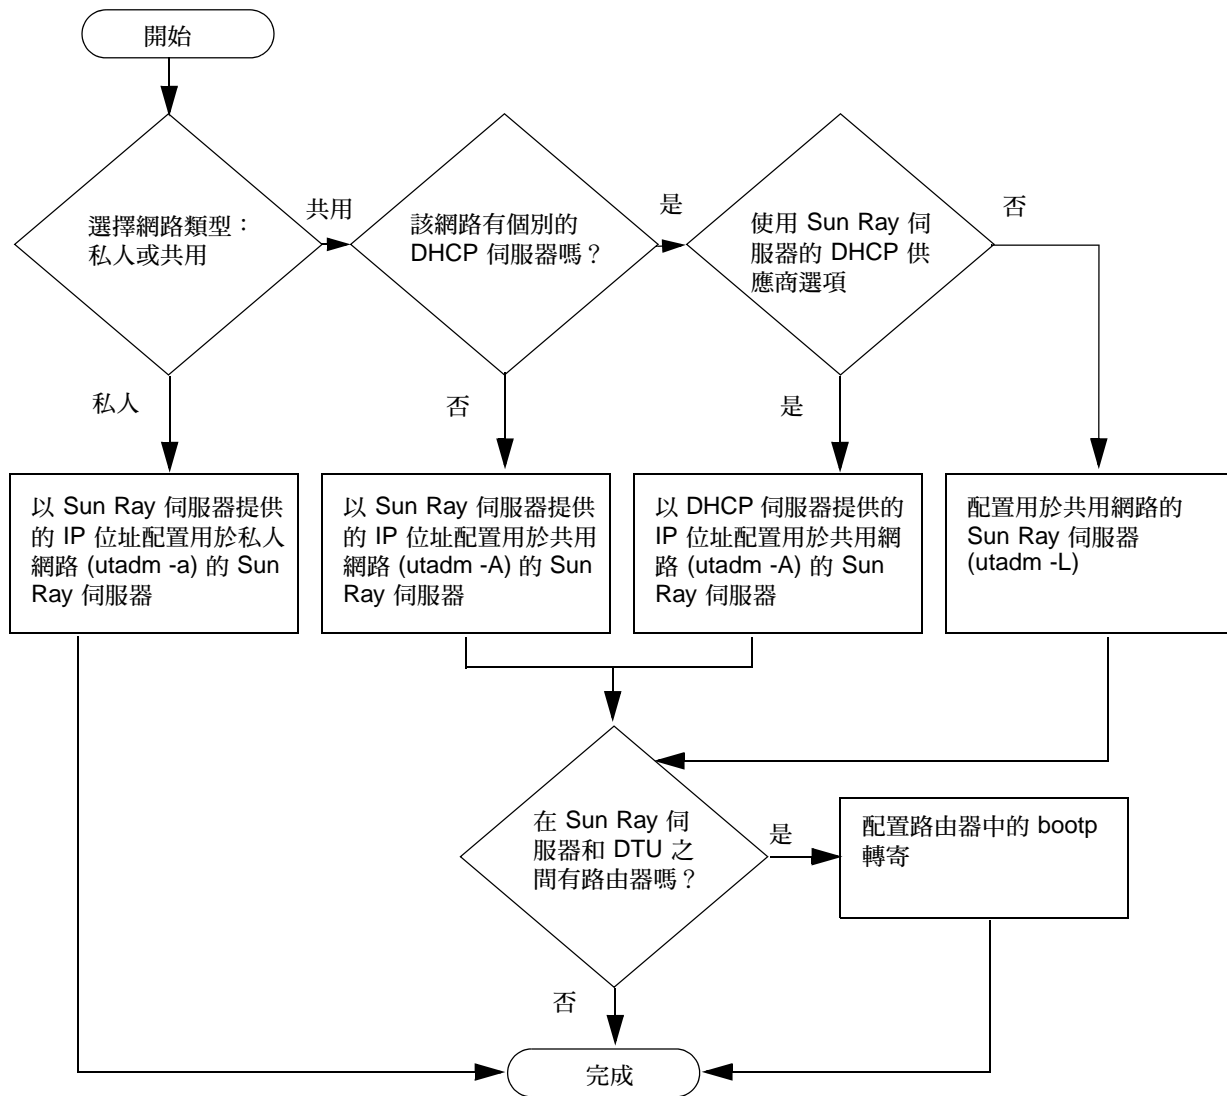 開始
選擇網路類型：
私人或共用
共用
該網路有個別的
DHCP 伺服器嗎？
是
使用 Sun Ray 伺
服器的 DHCP 供
應商選項
否
私人
否
是
以 Sun Ray 伺服器提供
的 IP 位址配置用於私人
網路 (utadm -a) 的 Sun
Ray 伺服器
以 Sun Ray 伺服器提供
的 IP 位址配置用於共用
網路 (utadm -A) 的 Sun
Ray 伺服器
以 DHCP 伺服器提供的
IP 位址配置用於共用網
路 (utadm -A) 的 Sun
Ray 伺服器
配置用於共用網路的
Sun Ray 伺服器
(utadm -L)
在 Sun Ray 伺
服器和 DTU 之
間有路由器嗎？
是
配置路由器中的 bootp
轉寄
否
完成